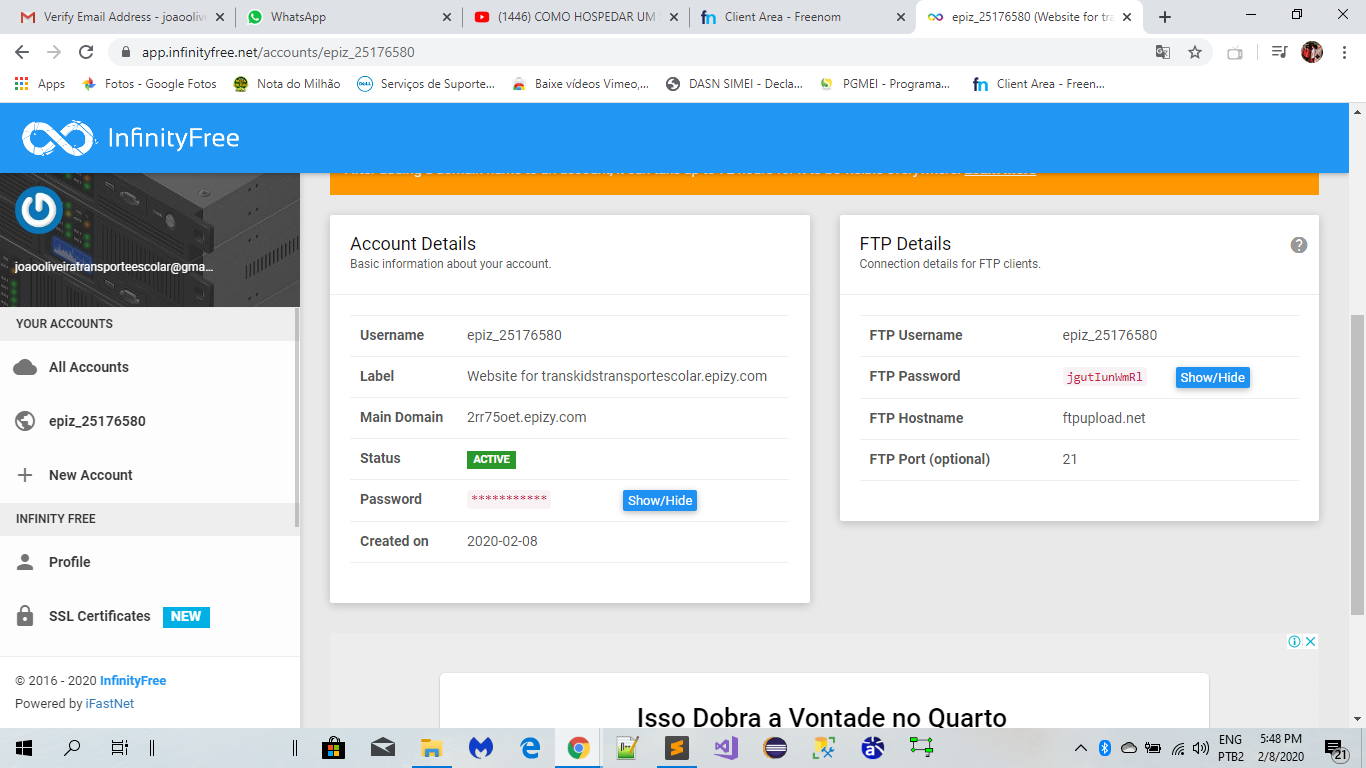 Verify Email Address - joaoolive
WhatsApp
(1446) COMO HOSPEDAR UM
Client Area - Freenom
epiz_25176580 (Website for tra
app.infinityfree.net/accounts/epiz_25176580
Apps
Fotos - Google Fotos
Nota do Milhão
Serviços de Suporte...
Baixe vídeos Vimeo,...
DASN SIMEI - Decla...
PGMEI - Programa...
Client Area - Freen...
InfinityFree
joaooliveiratransporteescolar@gma...
YOUR ACCOUNTS
All Accounts
epiz_25176580
New Account
INFINITY FREE
Profile
SSL Certificates NEW
© 2016 - 2020 InfinityFree
Powered by iFastNet
Account Details
Basic information about your account.
Username epiz_25176580
Label Website for transkidstransportescolar.epizy.com
Main Domain 2rr75oet.epizy.com
Status ACTIVE
Password *********** Show/Hide
Created on 2020-02-08
FTP Details
Connection details for FTP clients.
FTP Username epiz_25176580
FTP Password jgutIunWmRl Show/Hide
FTP Hostname ftpupload.net
FTP Port (optional) 21
Isso Dobra a Vontade no Quarto
ENG
PTB2
5:48 PM
2/8/2020
21